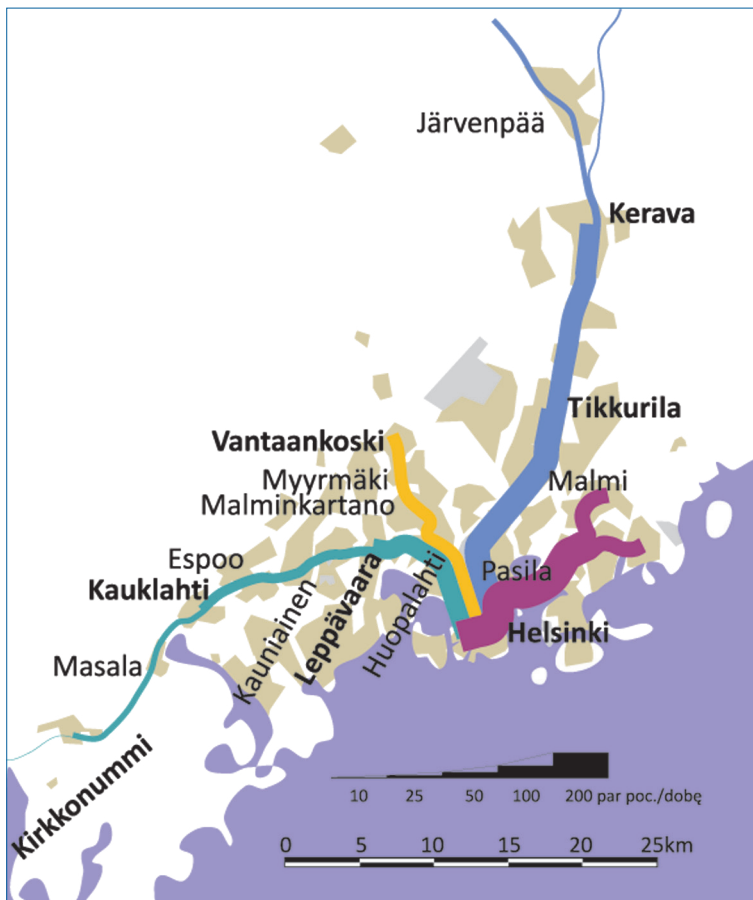 Järvenpää
Kerava
Tikkurila
Vantaankoski
Myyrmäki
Malmi
Malminkartano
Espoo
Kauklahti
Pasila
Kauniainen
Leppävaara
Huopalahti
Helsinki
Masala
Kirkkonummi
10 25 50 100 200 par poc./dobę
0 5 10 15 20 25km